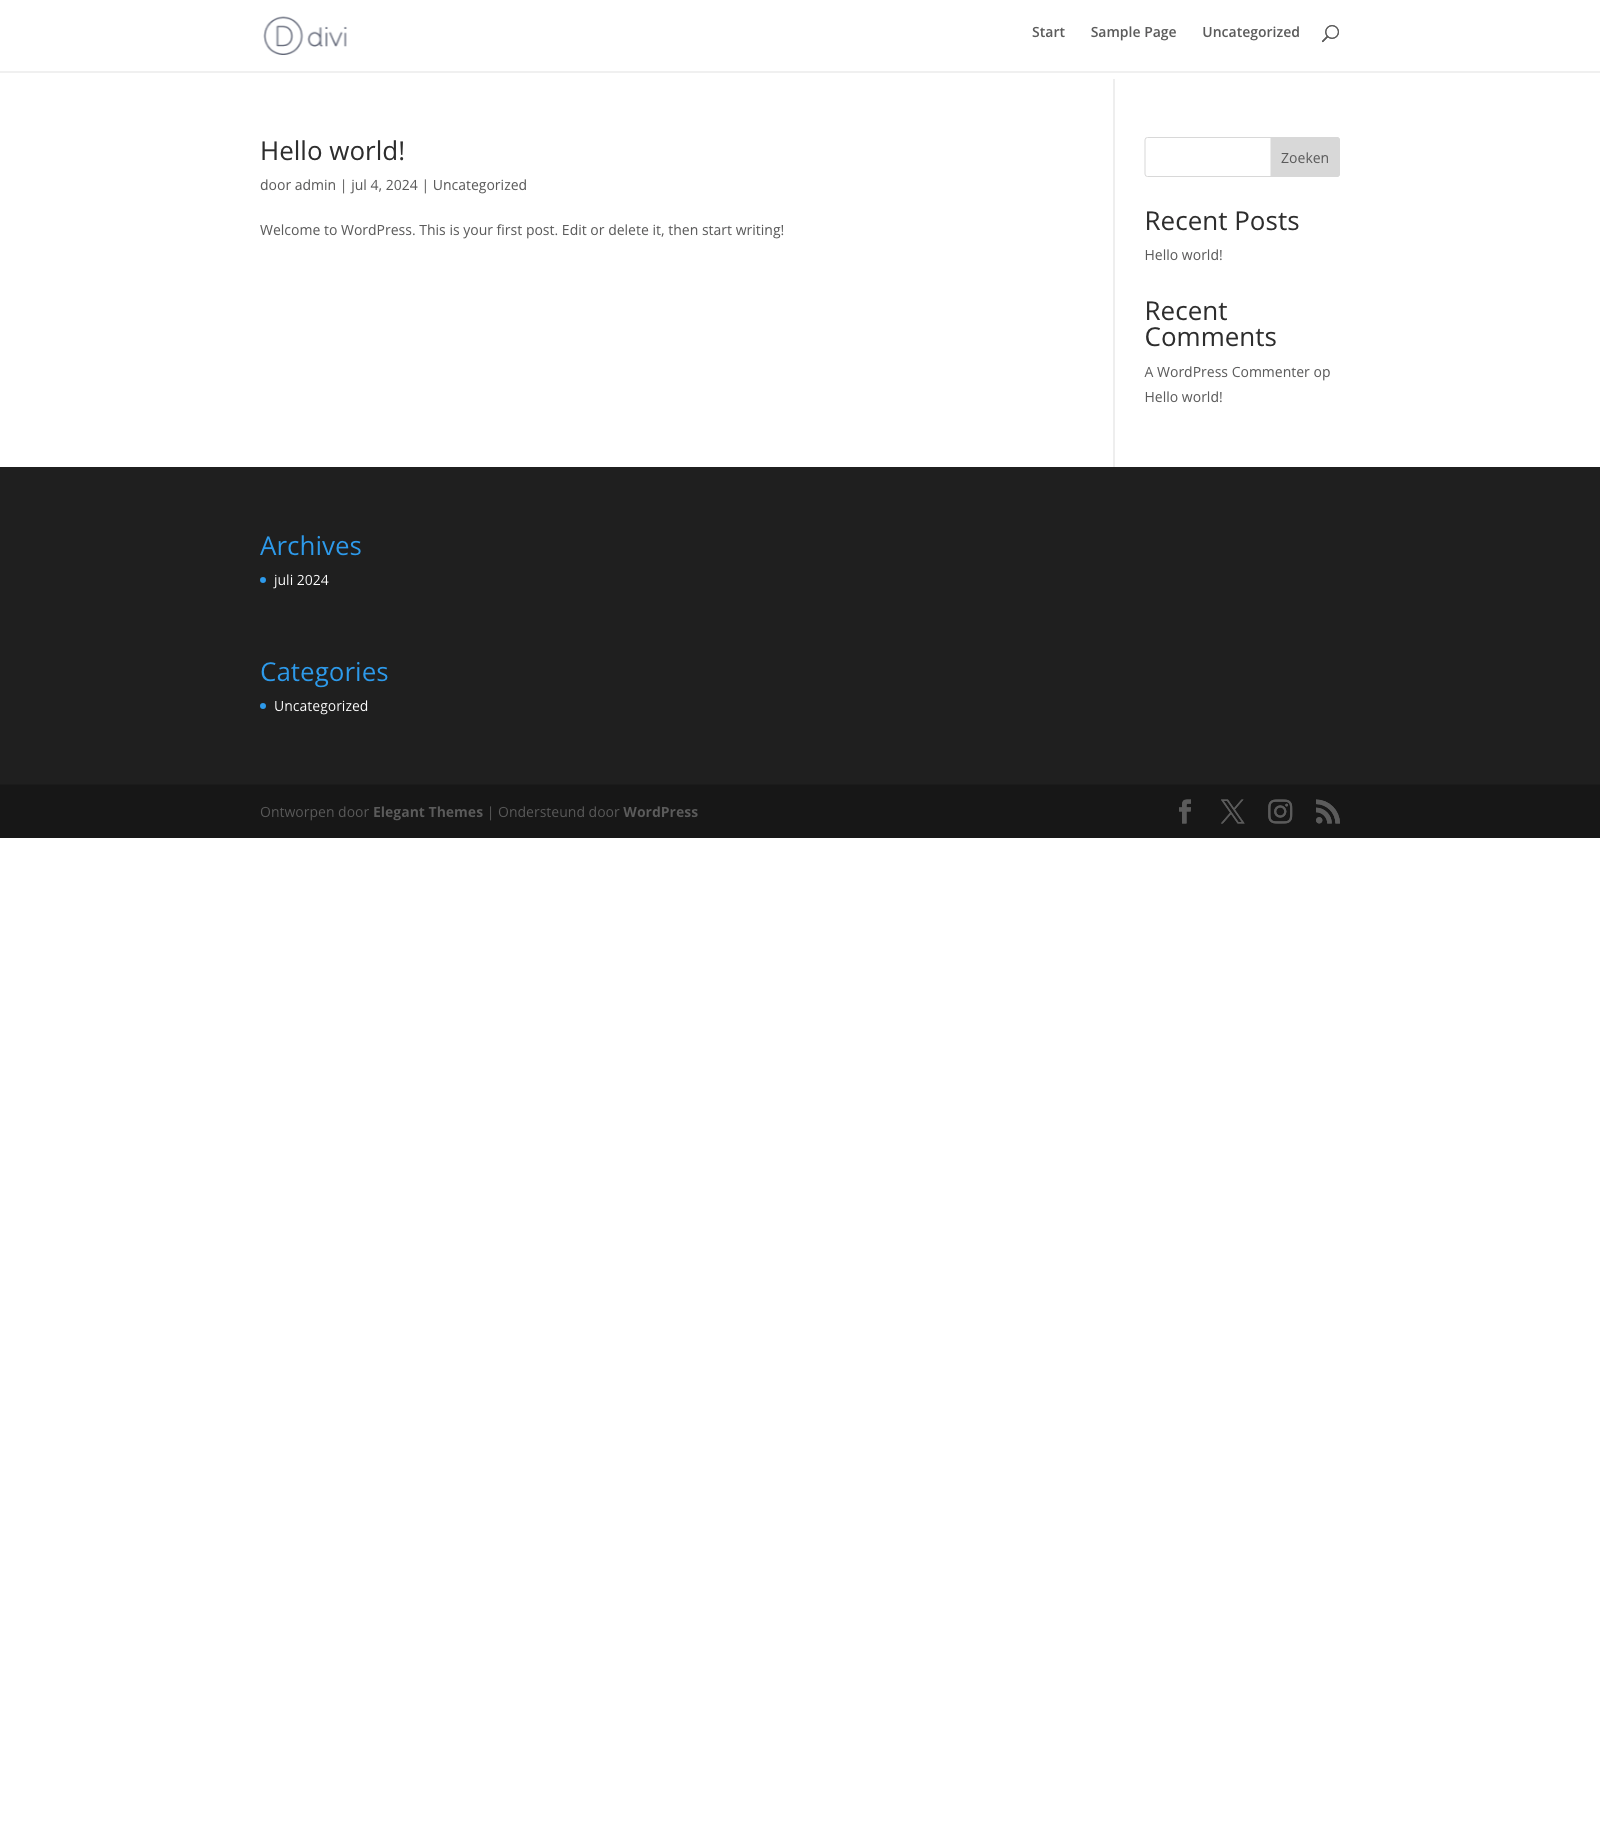 D divi
Start Sample Page Uncategorized
Hello world!
door admin | jul 4, 2024 | Uncategorized
Welcome to WordPress. This is your first post. Edit or delete it, then start writing!
Zoeken
Recent Posts
Hello world!
Recent
Comments
A WordPress Commenter op
Hello world!
Archives
juli 2024
Categories
Uncategorized
Ontworpen door Elegant Themes | Ondersteund door WordPress